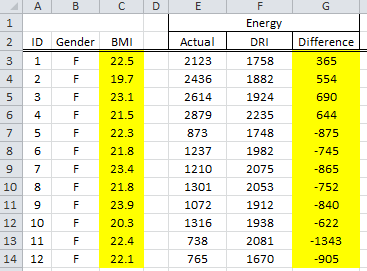 A B C D E F G
1 Energy
2 ID Gender BMI Actual DRI Difference
3 1 F 22.5 2123 1758 365
4 2 F 19.7 2436 1882 554
5 3 F 23.1 2614 1924 690
6 4 F 21.5 2879 2235 644
7 5 F 22.3 873 1748 -875
8 6 F 21.8 1237 1982 -745
9 7 F 23.4 1210 2075 -865
10 8 F 21.8 1301 2053 -752
11 9 F 23.9 1072 1912 -840
12 10 F 20.3 1316 1938 -622
13 11 F 22.4 738 2081 -1343
14 12 F 22.1 765 1670 -905